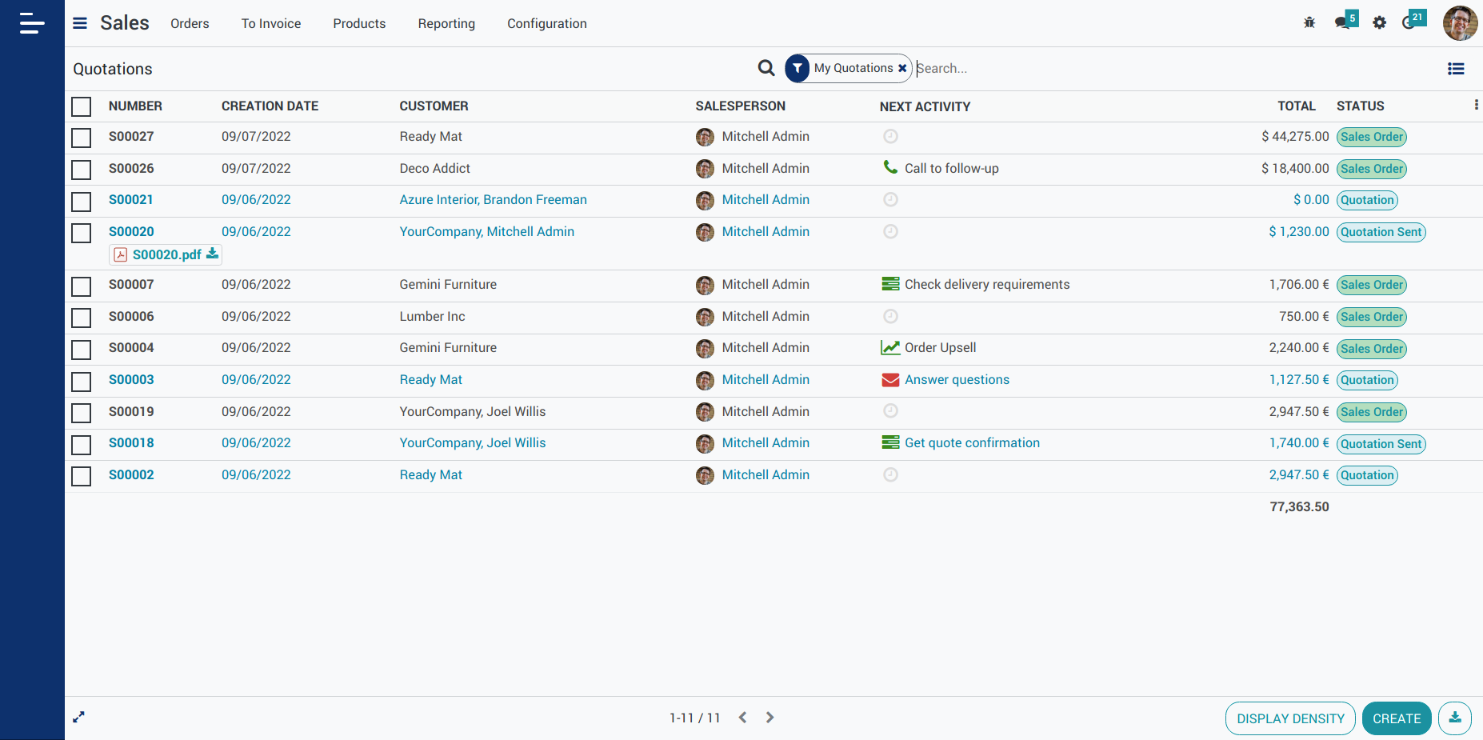 Sales Orders To Invoice Products Reporting Configuration 5 21
Quotations My Quotations Search...
NUMBER CREATION DATE CUSTOMER SALESPERSON NEXT ACTIVITY TOTAL STATUS
S00027 09/07/2022 Ready Mat Mitchell Admin $ 44,275.00 Sales Order
S00026 09/07/2022 Deco Addict Mitchell Admin Call to follow-up $ 18,400.00 Sales Order
S00021 09/06/2022 Azure Interior, Brandon Freeman Mitchell Admin $ 0.00 Quotation
S00020 09/06/2022 YourCompany, Mitchell Admin Mitchell Admin $ 1,230.00 Quotation Sent
S00020.pdf
S00007 09/06/2022 Gemini Furniture Mitchell Admin Check delivery requirements 1,706.00 € Sales Order
S00006 09/06/2022 Lumber Inc Mitchell Admin 750.00 € Sales Order
S00004 09/06/2022 Gemini Furniture Mitchell Admin Order Upsell 2,240.00 € Sales Order
S00003 09/06/2022 Ready Mat Mitchell Admin Answer questions 1,127.50 € Quotation
S00019 09/06/2022 YourCompany, Joel Willis Mitchell Admin 2,947.50 € Sales Order
S00018 09/06/2022 YourCompany, Joel Willis Mitchell Admin Get quote confirmation 1,740.00 € Quotation Sent
S00002 09/06/2022 Ready Mat Mitchell Admin 2,947.50 € Quotation
77,363.50
1-11 / 11 DISPLAY DENSITY CREATE